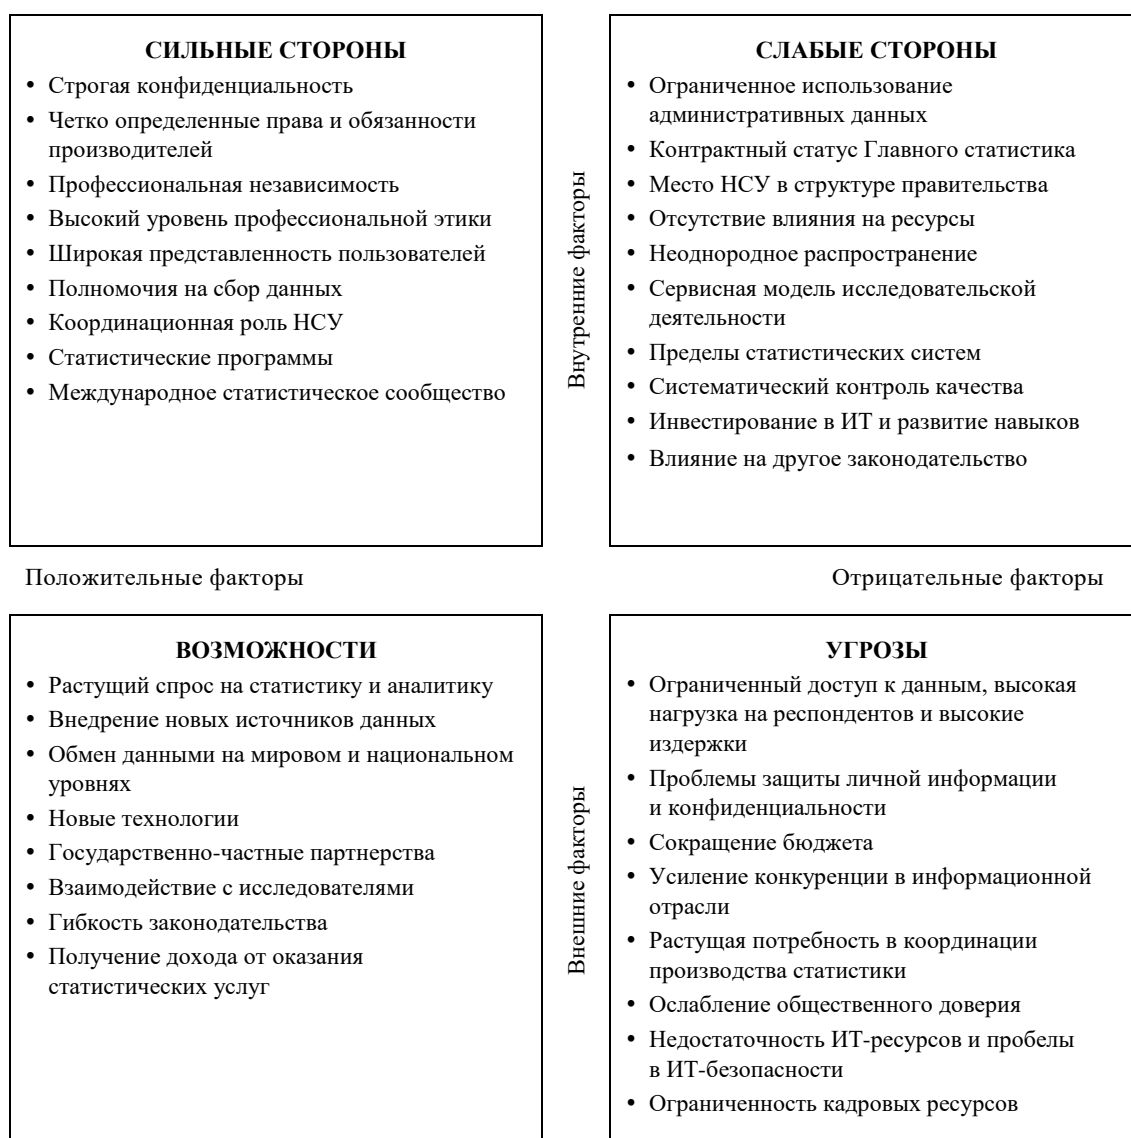 СИЛЬНЫЕ СТОРОНЫ
• Строгая конфиденциальность
• Четко определенные права и обязанности
производителей
• Профессиональная независимость
• Высокий уровень профессиональной этики
• Широкая представленность пользователей
• Полномочия на сбор данных
• Координационная роль НСУ
• Статистические программы
• Международное статистическое сообщество
Внутренние факторы
СЛАБЫЕ СТОРОНЫ
• Ограниченное использование
административных данных
• Контрактный статус Главного статистика
• Место НСУ в структуре правительства
• Отсутствие влияния на ресурсы
• Неоднородное распространение
• Сервисная модель исследовательской
деятельности
• Пределы статистических систем
• Систематический контроль качества
• Инвестирование в ИТ и развитие навыков
• Влияние на другое законодательство
Положительные факторы
Отрицательные факторы
ВОЗМОЖНОСТИ
• Растущий спрос на статистику и аналитику
• Внедрение новых источников данных
• Обмен данными на мировом и национальном
уровнях
• Новые технологии
• Государственно-частные партнерства
• Взаимодействие с исследователями
• Гибкость законодательства
• Получение дохода от оказания
статистических услуг
Внешние факторы
УГРОЗЫ
• Ограниченный доступ к данным, высокая
нагрузка на респондентов и высокие
издержки
• Проблемы защиты личной информации
и конфиденциальности
• Сокращение бюджета
• Усиление конкуренции в информационной
отрасли
• Растущая потребность в координации
производства статистики
• Ослабление общественного доверия
• Недостаточность ИТ-ресурсов и пробелы
в ИТ-безопасности
• Ограниченность кадровых ресурсов